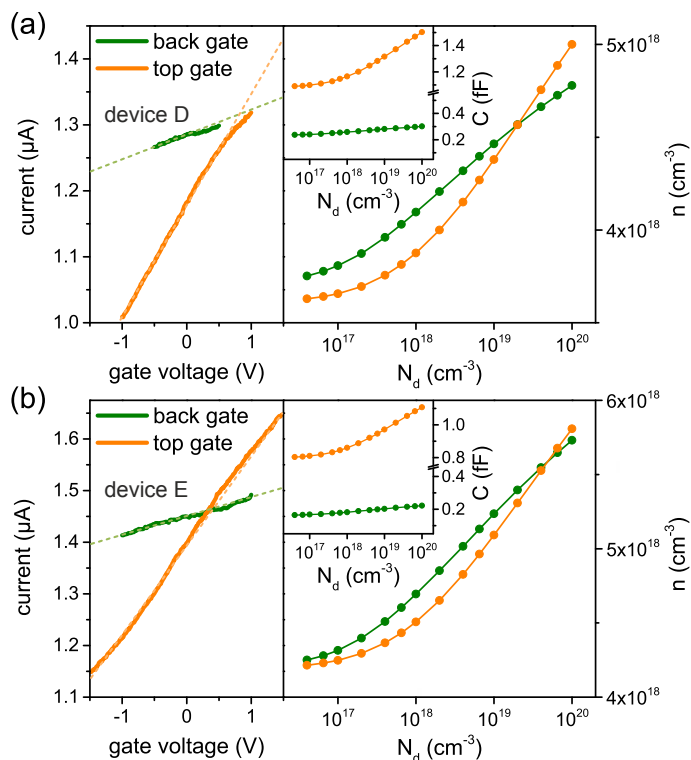 (a)
back gate
top gate
device D
current (µA)
1.4
1.3
1.2
1.1
1.0
-1 0 1
gate voltage (V)
1.4
1.2
0.4
0.2
C (fF)
10^17 10^18 10^19 10^20
N_d (cm^-3)
5x10^18
4x10^18
n (cm^-3)
10^17 10^18 10^19 10^20
N_d (cm^-3)
(b)
back gate
top gate
device E
current (µA)
1.6
1.5
1.4
1.3
1.2
1.1
-1 0 1
gate voltage (V)
1.0
0.8
0.4
0.2
C (fF)
10^17 10^18 10^19 10^20
N_d (cm^-3)
6x10^18
5x10^18
4x10^18
n (cm^-3)
10^17 10^18 10^19 10^20
N_d (cm^-3)